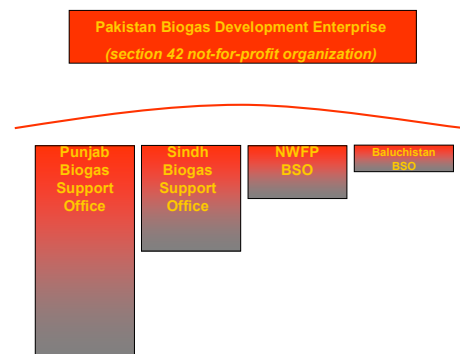 Pakistan Biogas Development Enterprise
(section 42 not-for-profit organization)
Punjab
Biogas
Support
Office
Sindh
Biogas
Support
Office
NWFP
BSO
Baluchistan
BSO